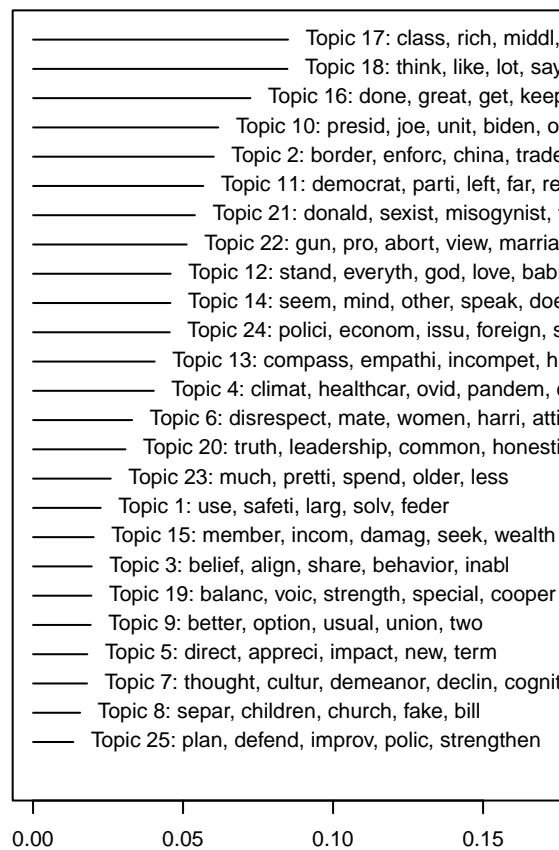 Topic 17: class, rich, middl,
Topic 18: think, like, lot, say
Topic 16: done, great, get, keep
Topic 10: presid, joe, unit, biden, o
Topic 2: border, enforc, china, trade
Topic 11: democrat, parti, left, far, re
Topic 21: donald, sexist, misogynist,
Topic 22: gun, pro, abort, view, marria
Topic 12: stand, everyth, god, love, bab
Topic 14: seem, mind, other, speak, doe
Topic 24: polici, econom, issu, foreign, s
Topic 13: compass, empathi, incompet, h
Topic 4: climat, healthcar, ovid, pandem,
Topic 6: disrespect, mate, women, harri, atti
Topic 20: truth, leadership, common, honesti
Topic 23: much, pretti, spend, older, less
Topic 1: use, safeti, larg, solv, feder
Topic 15: member, incom, damag, seek, wealth
Topic 3: belief, align, share, behavior, inabl
Topic 19: balanc, voic, strength, special, cooper
Topic 9: better, option, usual, union, two
Topic 5: direct, appreci, impact, new, term
Topic 7: thought, cultur, demeanor, declin, cognit
Topic 8: separ, children, church, fake, bill
Topic 25: plan, defend, improv, polic, strengthen
0.00 0.05 0.10 0.15